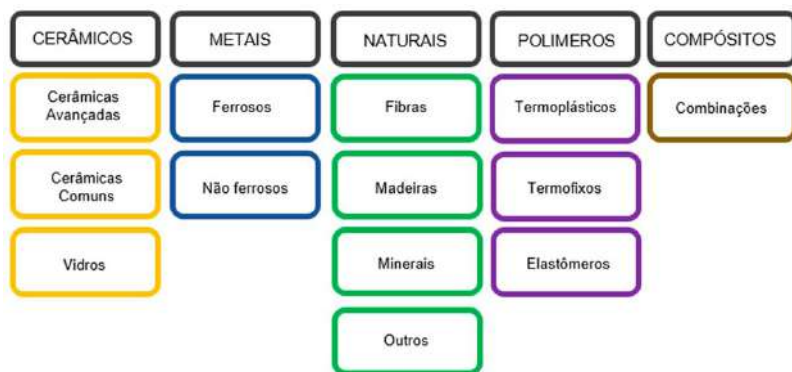 CERÂMICOS
METAIS
NATURAIS
POLIMEROS
COMPÓSITOS
Cerâmicas
Avançadas
Ferrosos
Fibras
Termoplásticos
Combinações
Cerâmicas
Comuns
Não ferrosos
Madeiras
Termofixos
Vidros
Minerais
Elastômeros
Outros